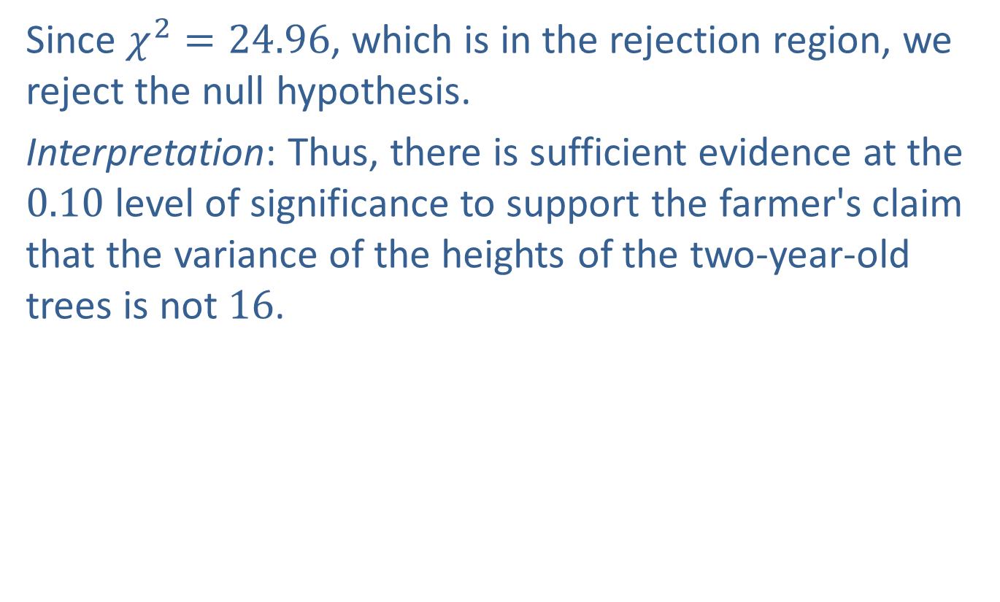 Since χ² = 24.96, which is in the rejection region, we
reject the null hypothesis.
Interpretation: Thus, there is sufficient evidence at the
0.10 level of significance to support the farmer's claim
that the variance of the heights of the two-year-old
trees is not 16.